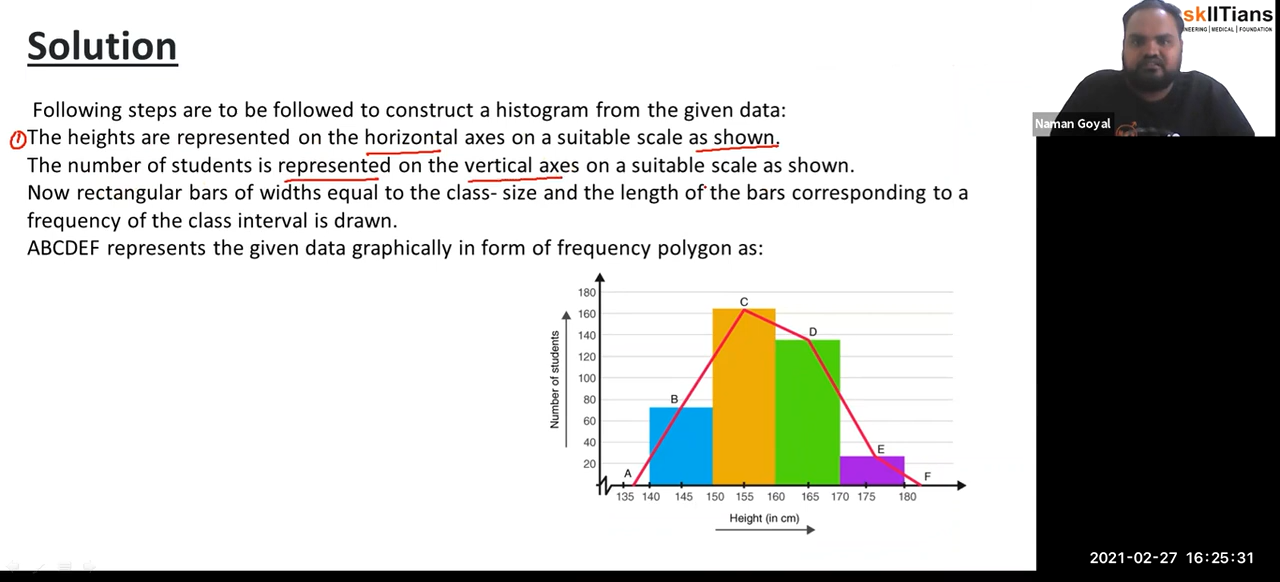 Solution
skIITians
NEERING | MEDICAL | FOUNDATION
Following steps are to be followed to construct a histogram from the given data:
Naman Goyal
1 The heights are represented on the horizontal axes on a suitable scale as shown.
The number of students is represented on the vertical axes on a suitable scale as shown.
Now rectangular bars of widths equal to the class- size and the length of the bars corresponding to a
frequency of the class interval is drawn.
ABCDEF represents the given data graphically in form of frequency polygon as:
Number of students
180
160
140
120
100
80
60
40
20
A
B
C
D
E
F
135 140 145 150 155 160 165 170 175 180
Height (in cm)
2021-02-27 16:25:31